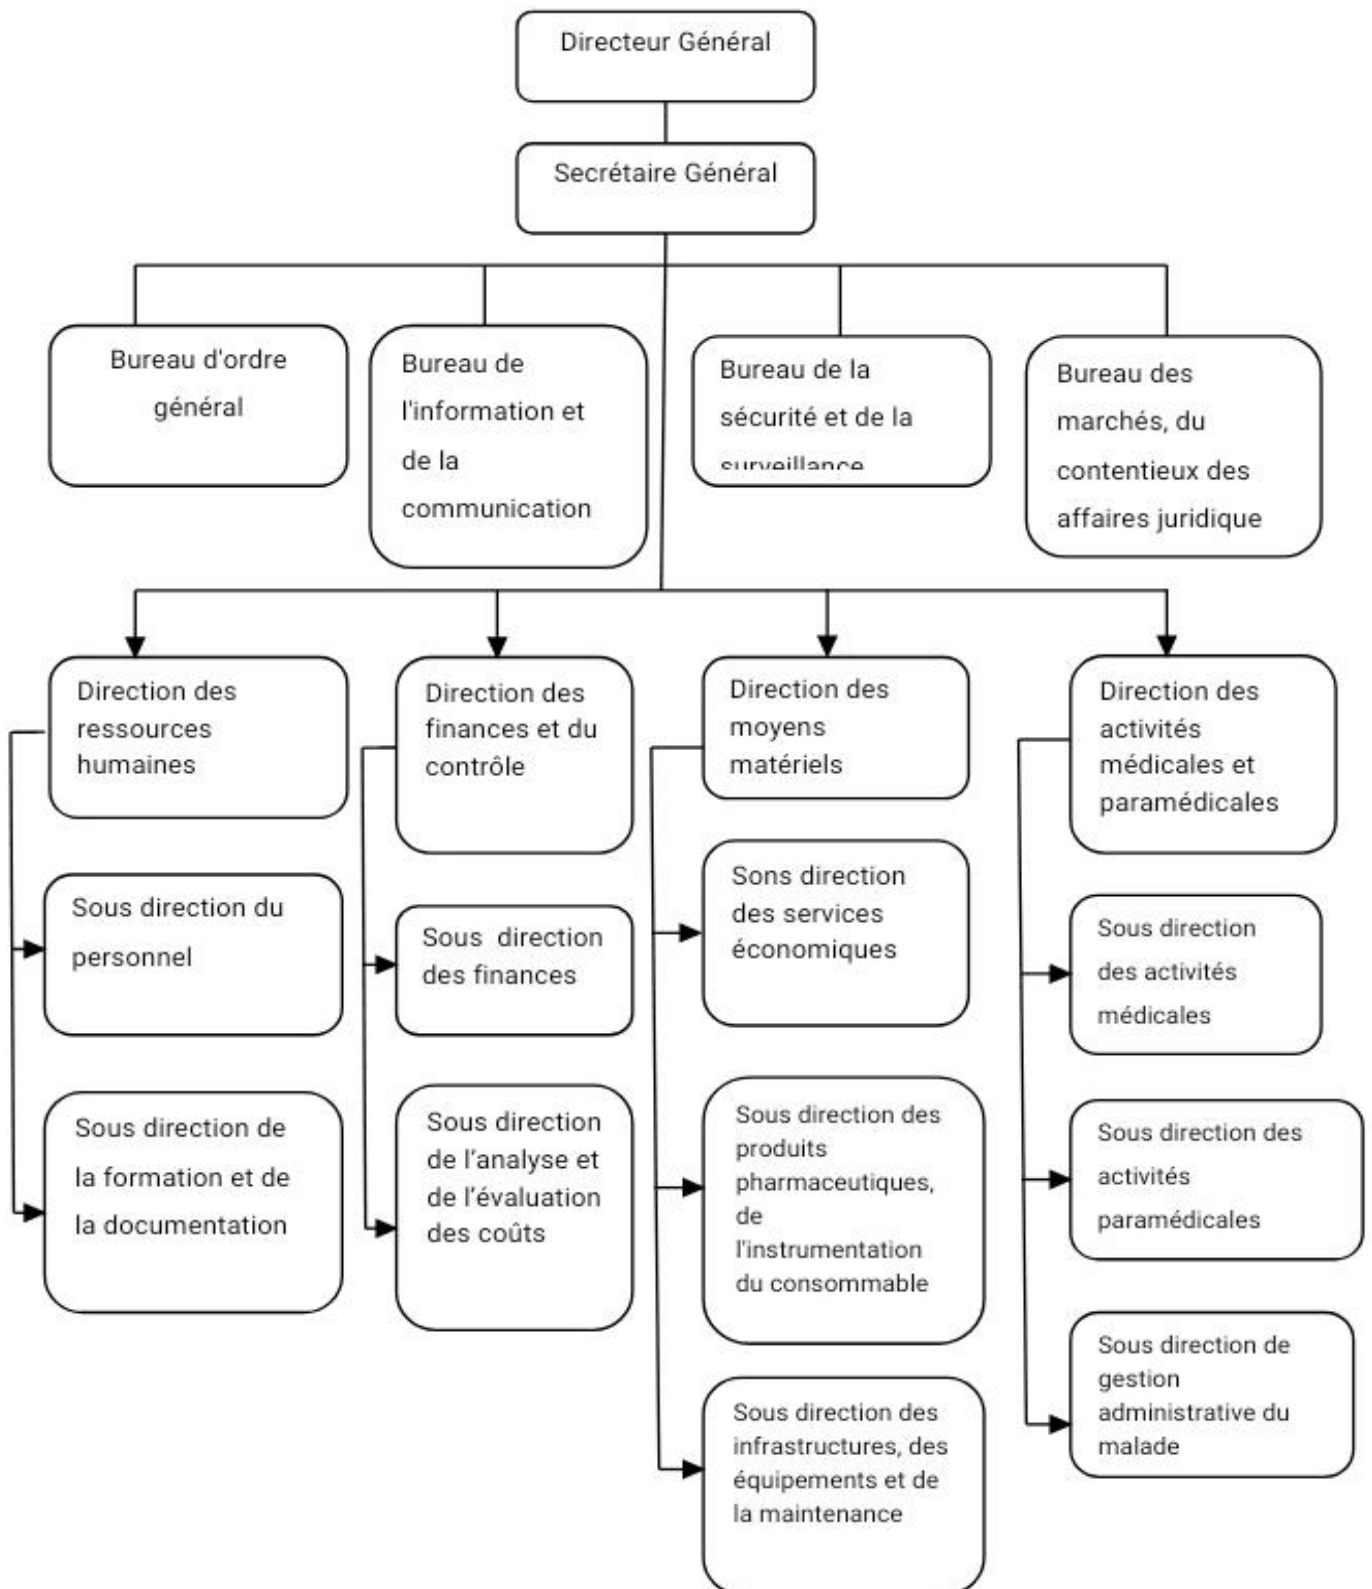 Directeur Général
Secrétaire Général
Bureau d'ordre
général
Bureau de
l'information et
de la
communication
Bureau de la
sécurité et de la
surveillance
Bureau des
marchés, du
contentieux des
affaires juridique
Direction des
ressources
humaines
Direction des
finances et du
contrôle
Direction des
moyens
matériels
Direction des
activités
médicales et
paramédicales
Sous direction du
personnel
Sous direction de
la formation et de
la documentation
Sous direction
des finances
Sous direction
de l'analyse et
de l'évaluation
des coûts
Sons direction
des services
économiques
Sous direction des
produits
pharmaceutiques,
de
l'instrumentation
du consommable
Sous direction des
infrastructures, des
équipements et de
la maintenance
Sous direction
des activités
médicales
Sous direction des
activités
paramédicales
Sous direction de
gestion
administrative du
malade